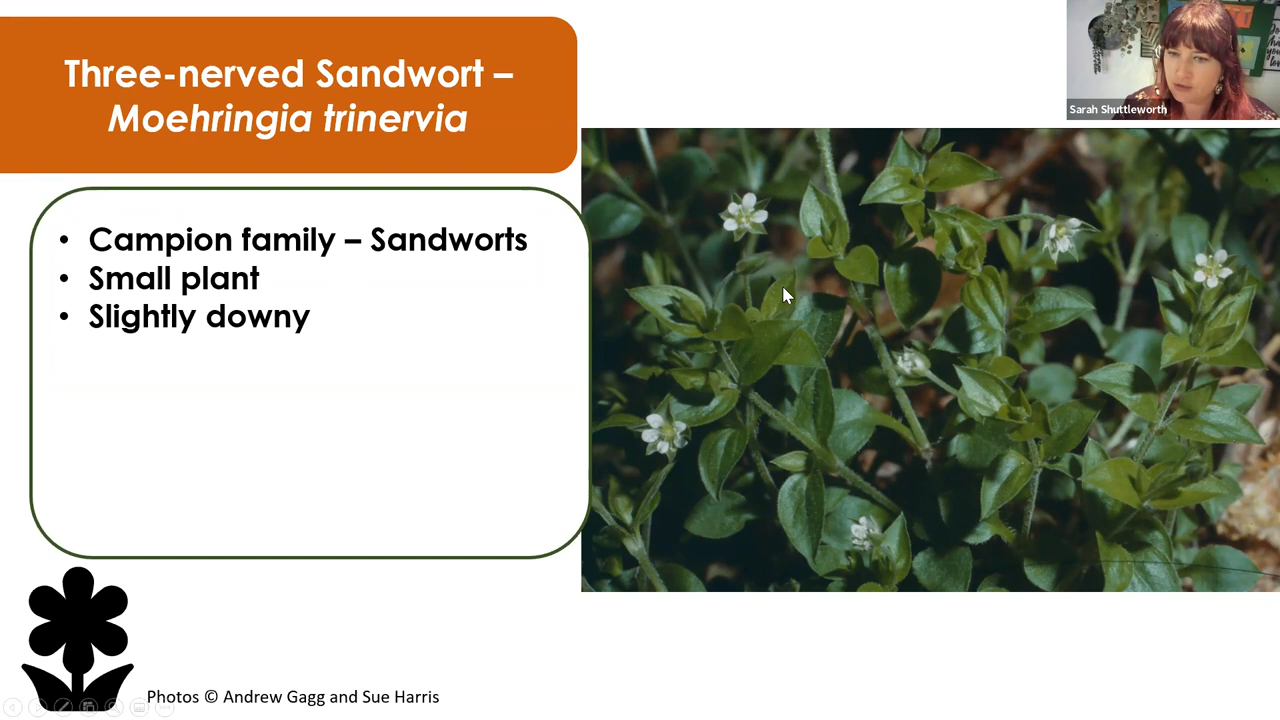 Three-nerved Sandwort –
Moehringia trinervia
Sarah Shuttleworth
• Campion family – Sandworts
• Small plant
• Slightly downy
Photos © Andrew Gagg and Sue Harris